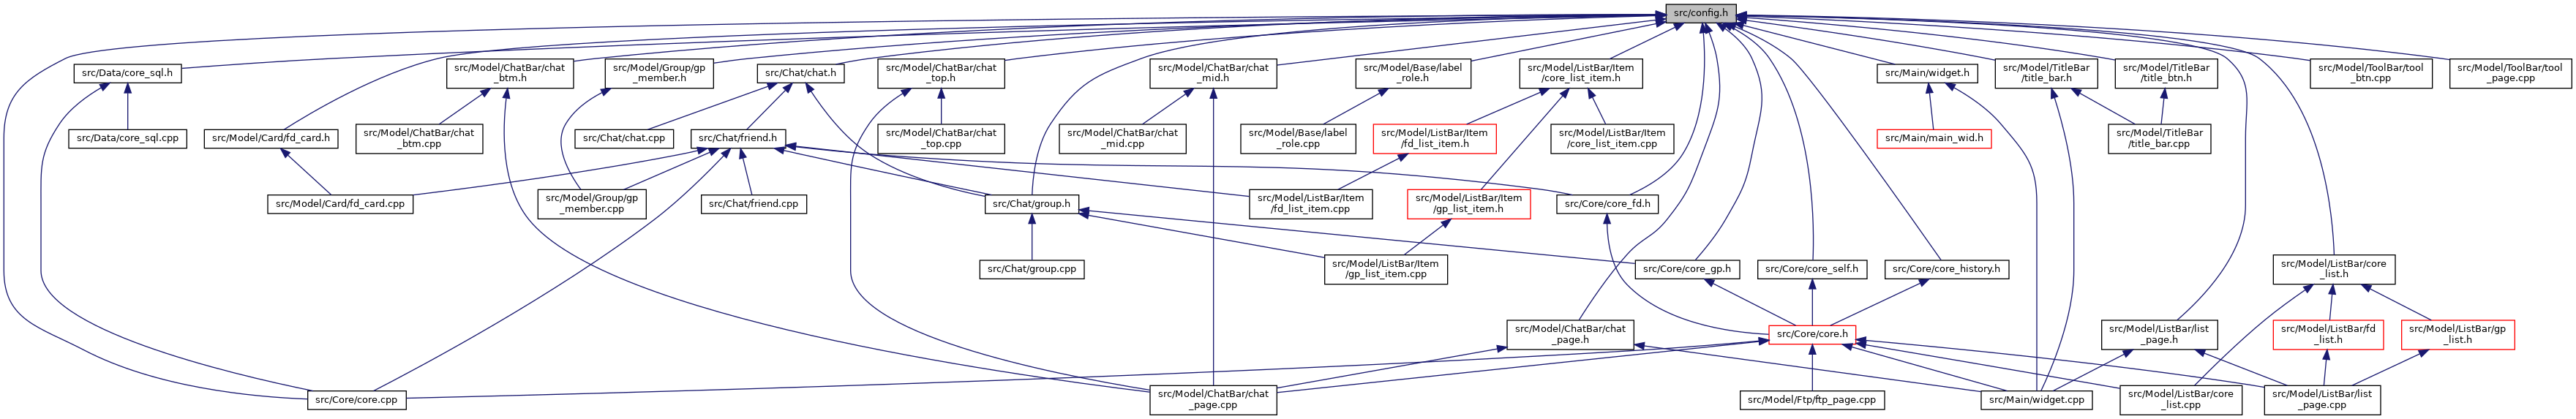 src/config.h
src/Data/core_sql.h
src/Model/ChatBar/chat
_btm.h
src/Model/Group/gp
_member.h
src/Chat/chat.h
src/Model/ChatBar/chat
_top.h
src/Model/ChatBar/chat
_mid.h
src/Model/Base/label
_role.h
src/Model/ListBar/Item
/core_list_item.h
src/Main/widget.h
src/Model/TitleBar
/title_bar.h
src/Model/TitleBar
/title_btn.h
src/Model/ToolBar/tool
_btn.cpp
src/Model/ToolBar/tool
_page.cpp
src/Data/core_sql.cpp
src/Model/Card/fd_card.h
src/Model/ChatBar/chat
_btm.cpp
src/Chat/chat.cpp
src/Chat/friend.h
src/Model/ChatBar/chat
_top.cpp
src/Model/ChatBar/chat
_mid.cpp
src/Model/Base/label
_role.cpp
src/Model/ListBar/Item
/fd_list_item.h
src/Model/ListBar/Item
/core_list_item.cpp
src/Main/main_wid.h
src/Model/TitleBar
/title_bar.cpp
src/Model/Card/fd_card.cpp
src/Model/Group/gp
_member.cpp
src/Chat/friend.cpp
src/Chat/group.h
src/Model/ListBar/Item
/fd_list_item.cpp
src/Model/ListBar/Item
/gp_list_item.h
src/Core/core_fd.h
src/Chat/group.cpp
src/Model/ListBar/Item
/gp_list_item.cpp
src/Core/core_gp.h
src/Core/core_self.h
src/Core/core_history.h
src/Model/ListBar/core
_list.h
src/Model/ChatBar/chat
_page.h
src/Core/core.h
src/Model/ListBar/list
_page.h
src/Model/ListBar/fd
_list.h
src/Model/ListBar/gp
_list.h
src/Core/core.cpp
src/Model/ChatBar/chat
_page.cpp
src/Model/Ftp/ftp_page.cpp
src/Main/widget.cpp
src/Model/ListBar/core
_list.cpp
src/Model/ListBar/list
_page.cpp